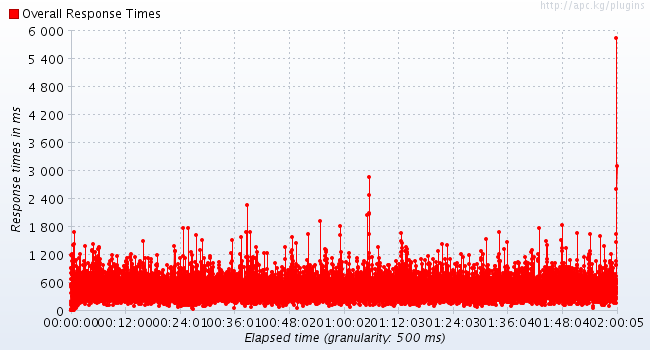 http://apc.kg/plugins
Overall Response Times
6 000
5 400
4 800
4 200
3 600
3 000
2 400
1 800
1 200
600
0
Response times in ms
00:00:00 00:12:00 00:24:01 00:36:01 00:48:02 01:00:02 01:12:03 01:24:03 01:36:04 01:48:04 02:00:05
Elapsed time (granularity: 500 ms)